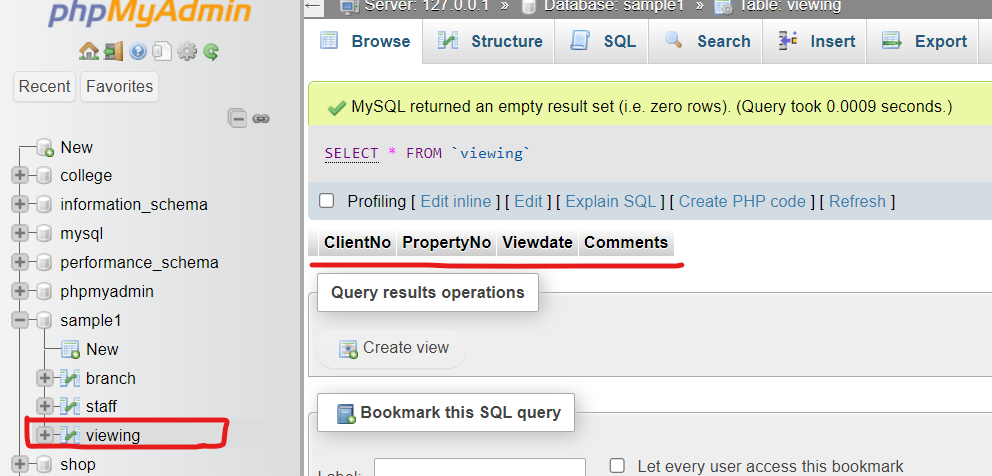 phpMyAdmin
Recent Favorites
New
college
information_schema
mysql
performance_schema
phpmyadmin
sample1
New
branch
staff
viewing
shop
Server: 127.0.0.1 » Database: sample1 » Table: viewing
Browse Structure SQL Search Insert Export
MySQL returned an empty result set (i.e. zero rows). (Query took 0.0009 seconds.)
SELECT * FROM `viewing`
Profiling [ Edit inline ] [ Edit ] [ Explain SQL ] [ Create PHP code ] [ Refresh ]
ClientNo PropertyNo Viewdate Comments
Query results operations
Create view
Bookmark this SQL query
Label: Let every user access this bookmark